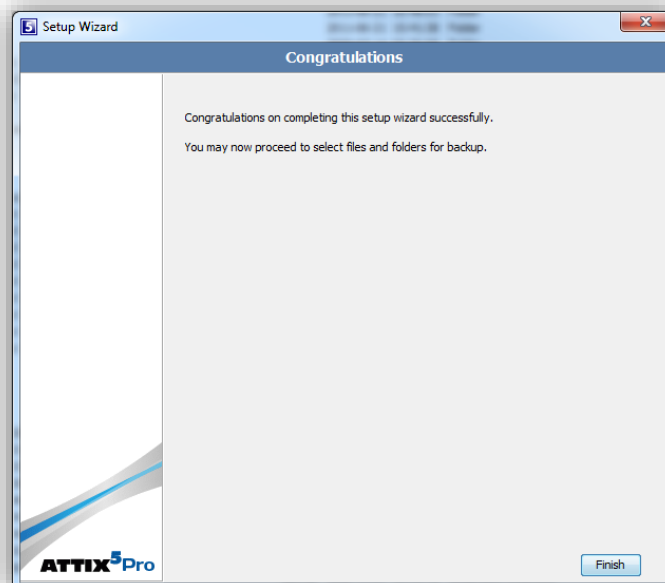 Setup Wizard
Congratulations
Congratulations on completing this setup wizard successfully.
You may now proceed to select files and folders for backup.
ATTIX5Pro
Finish